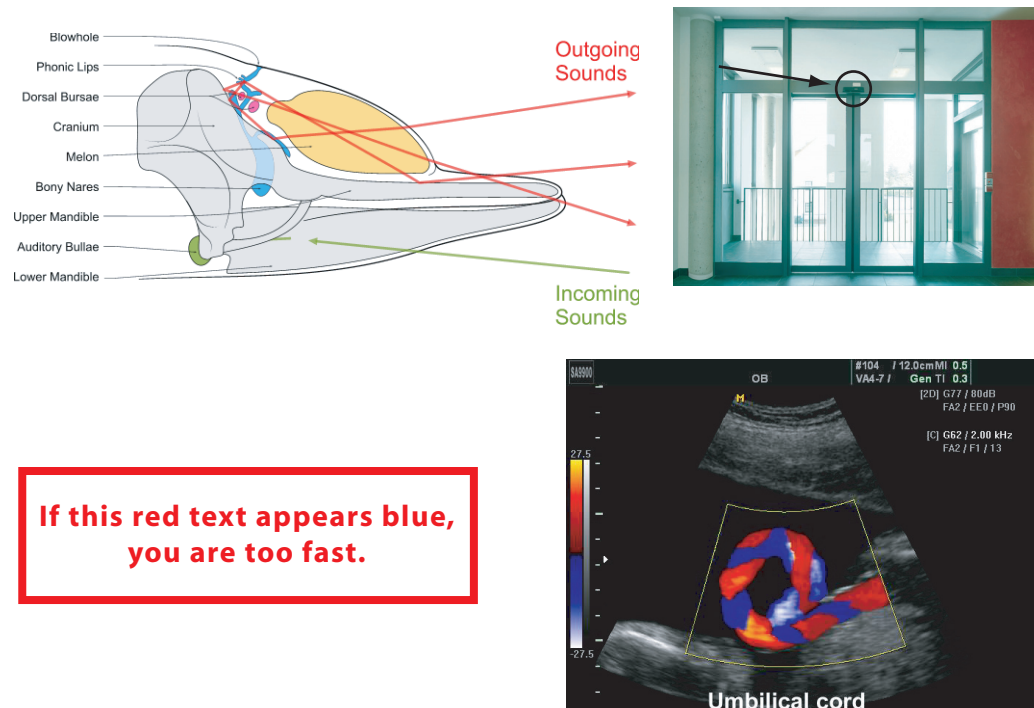 Blowhole
Phonic Lips
Dorsal Bursae
Cranium
Melon
Bony Nares
Upper Mandible
Auditory Bullae
Lower Mandible
Outgoing
Sounds
Incoming
Sounds
If this red text appears blue,
you are too fast.
SA9900
OB
#104 / 12.0cm MI 0.5
VA4-7 / Gen TI 0.3
[2D] G77 / 80dB
FA2 / EE0 / P90
[C] G62 / 2.00 kHz
FA2 / F1 / 13
M
27.5
-27.5
Umbilical cord